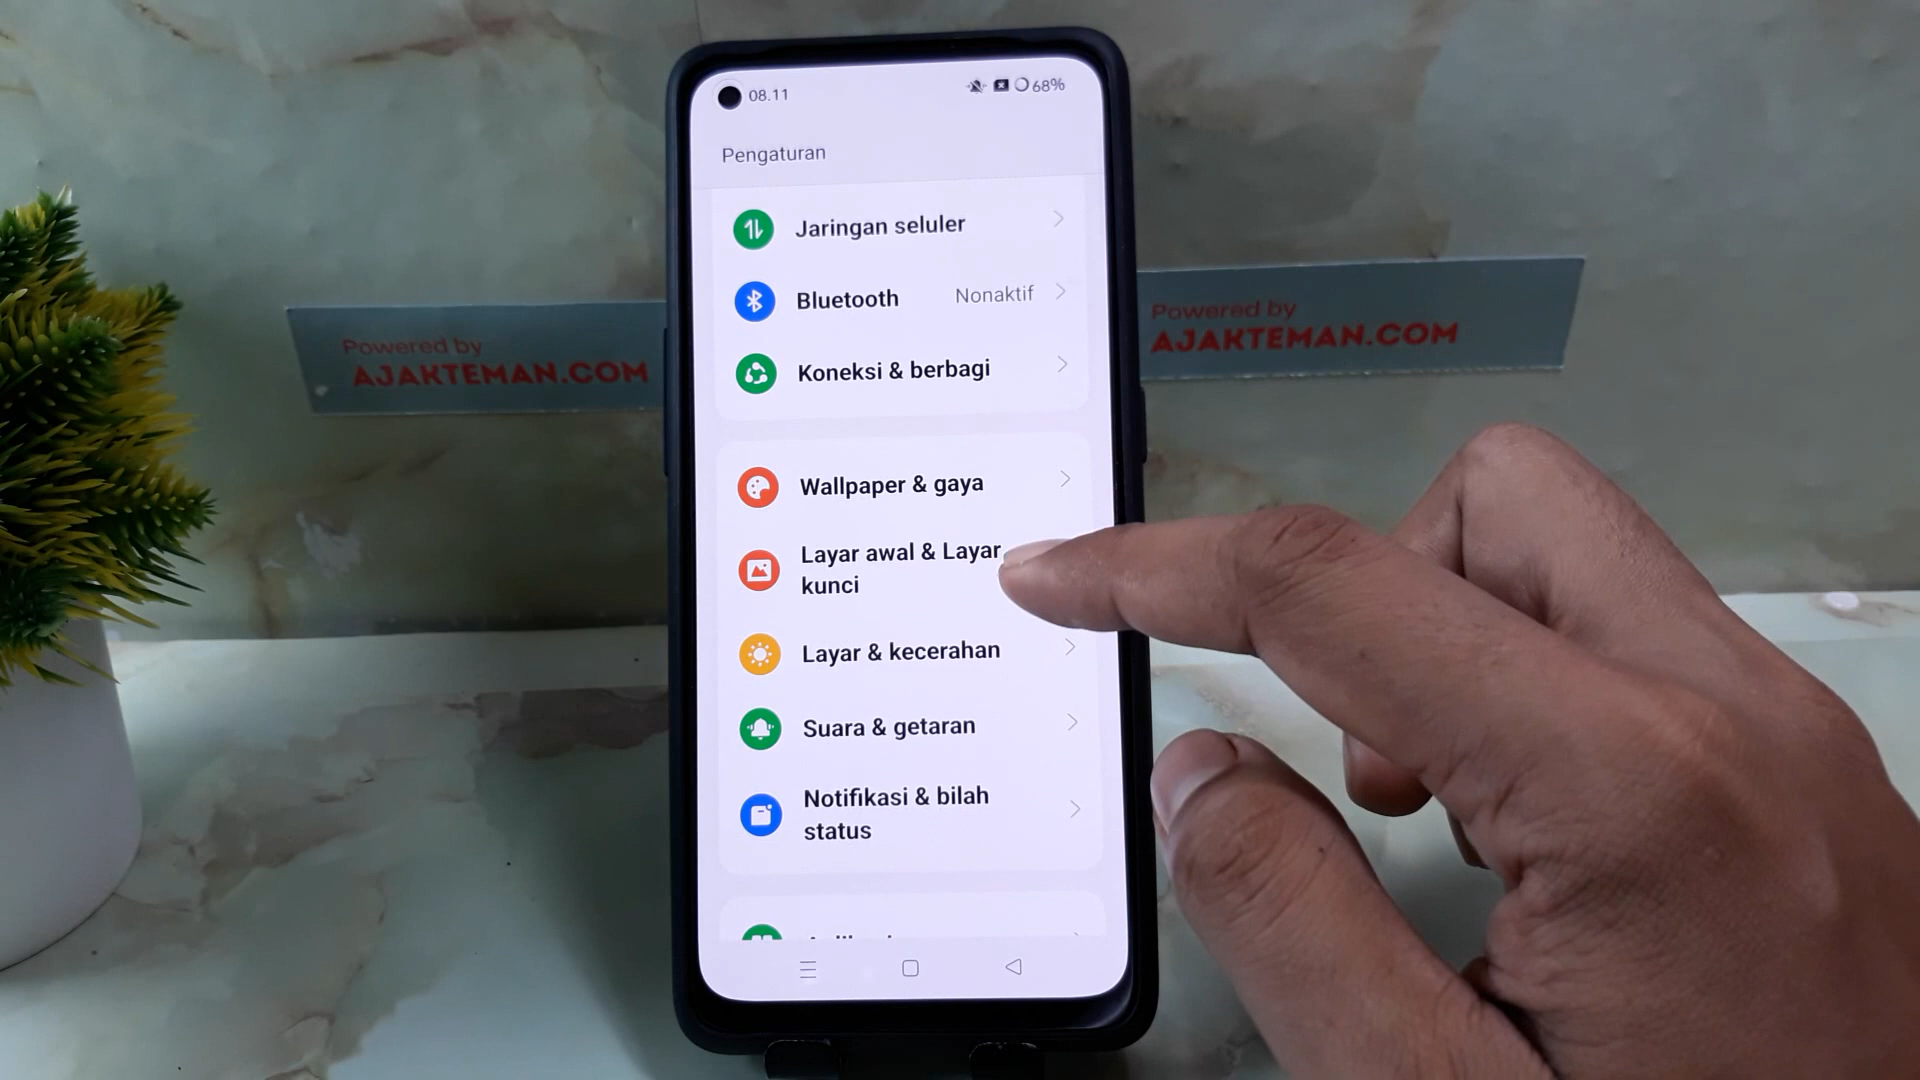 08.11
68%
Pengaturan
Jaringan seluler
Bluetooth Nonaktif
Koneksi & berbagi
Powered by
AJAKTEMAN.COM
Powered by
AJAKTEMAN.COM
Wallpaper & gaya
Layar awal & Layar
kunci
Layar & kecerahan
Suara & getaran
Notifikasi & bilah
status